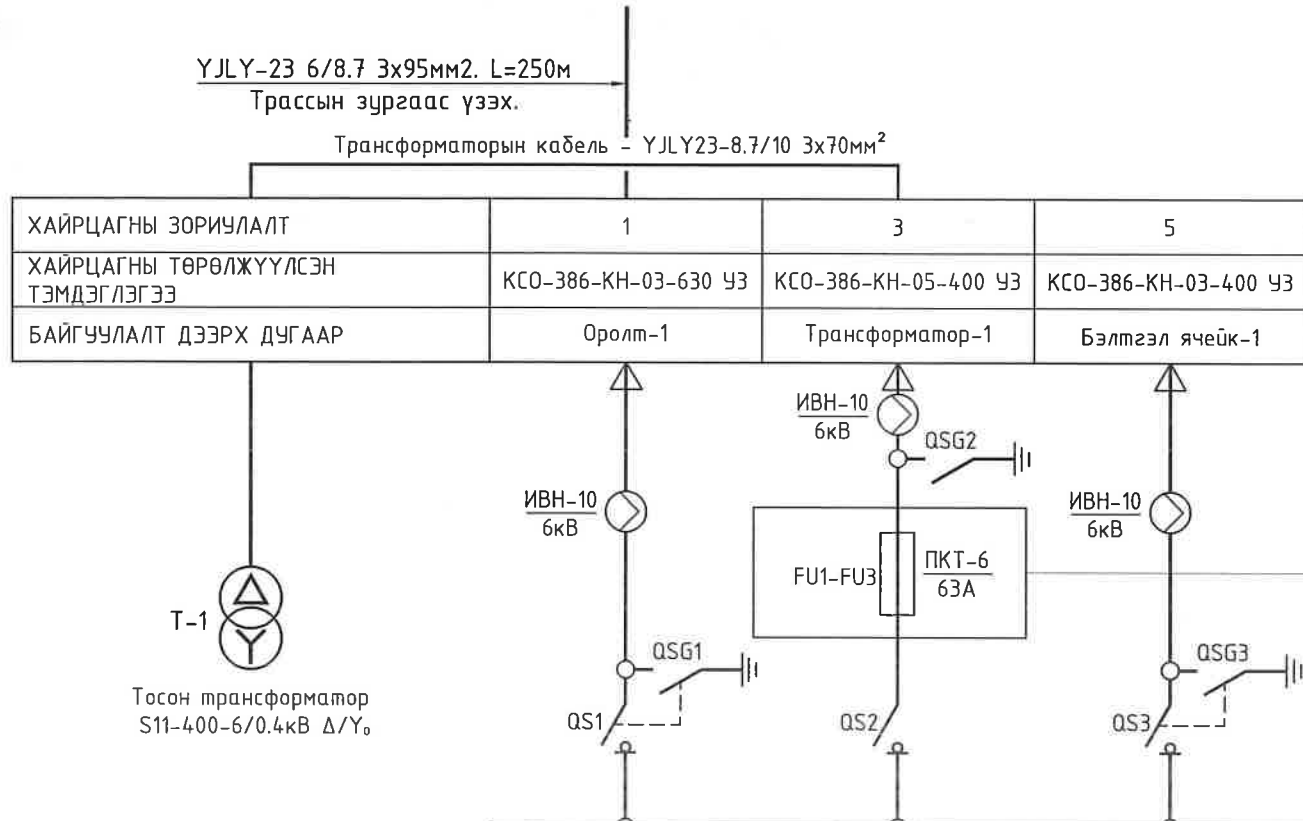 YJLY-23 6/8.7 3x95мм2. L=250м
Трассын зургаас үзэх.
Трансформаторын кабель - YJLY23-8.7/10 3x70мм²
ХАЙРЦАГНЫ ЗОРИУЛАЛТ
1
3
5
ХАЙРЦАГНЫ ТӨРӨЛЖҮҮЛСЭН
ТЭМДЭГЛЭГЭЭ
КСО-386-КН-03-630 УЗ
КСО-386-КН-05-400 УЗ
КСО-386-КН-03-400 УЗ
БАЙГУУЛАЛТ ДЭЭРХ ДУГААР
Оролт-1
Трансформатор-1
Бэлтгэл ячейк-1
ИВН-10
6кВ
QSG2
ИВН-10
6кВ
ИВН-10
6кВ
FU1-FU3
ПКТ-6
63А
Т-1
QSG1
QSG3
Тосон трансформатор
S11-400-6/0.4кВ Δ/Y₀
QS1
QS2
QS3